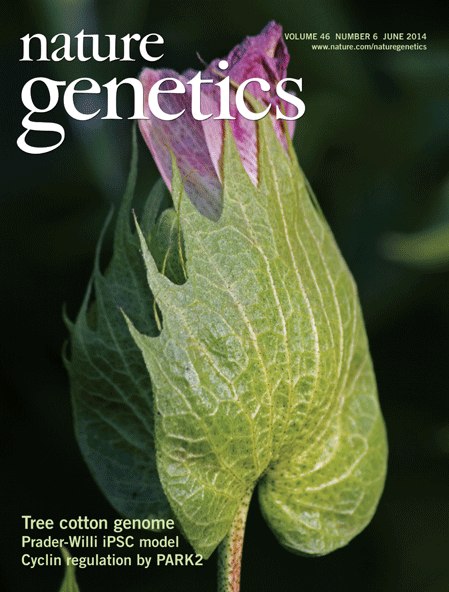 nature
genetics
VOLUME 46 NUMBER 6 JUNE 2014
www.nature.com/naturegenetics
Tree cotton genome
Prader-Willi iPSC model
Cyclin regulation by PARK2